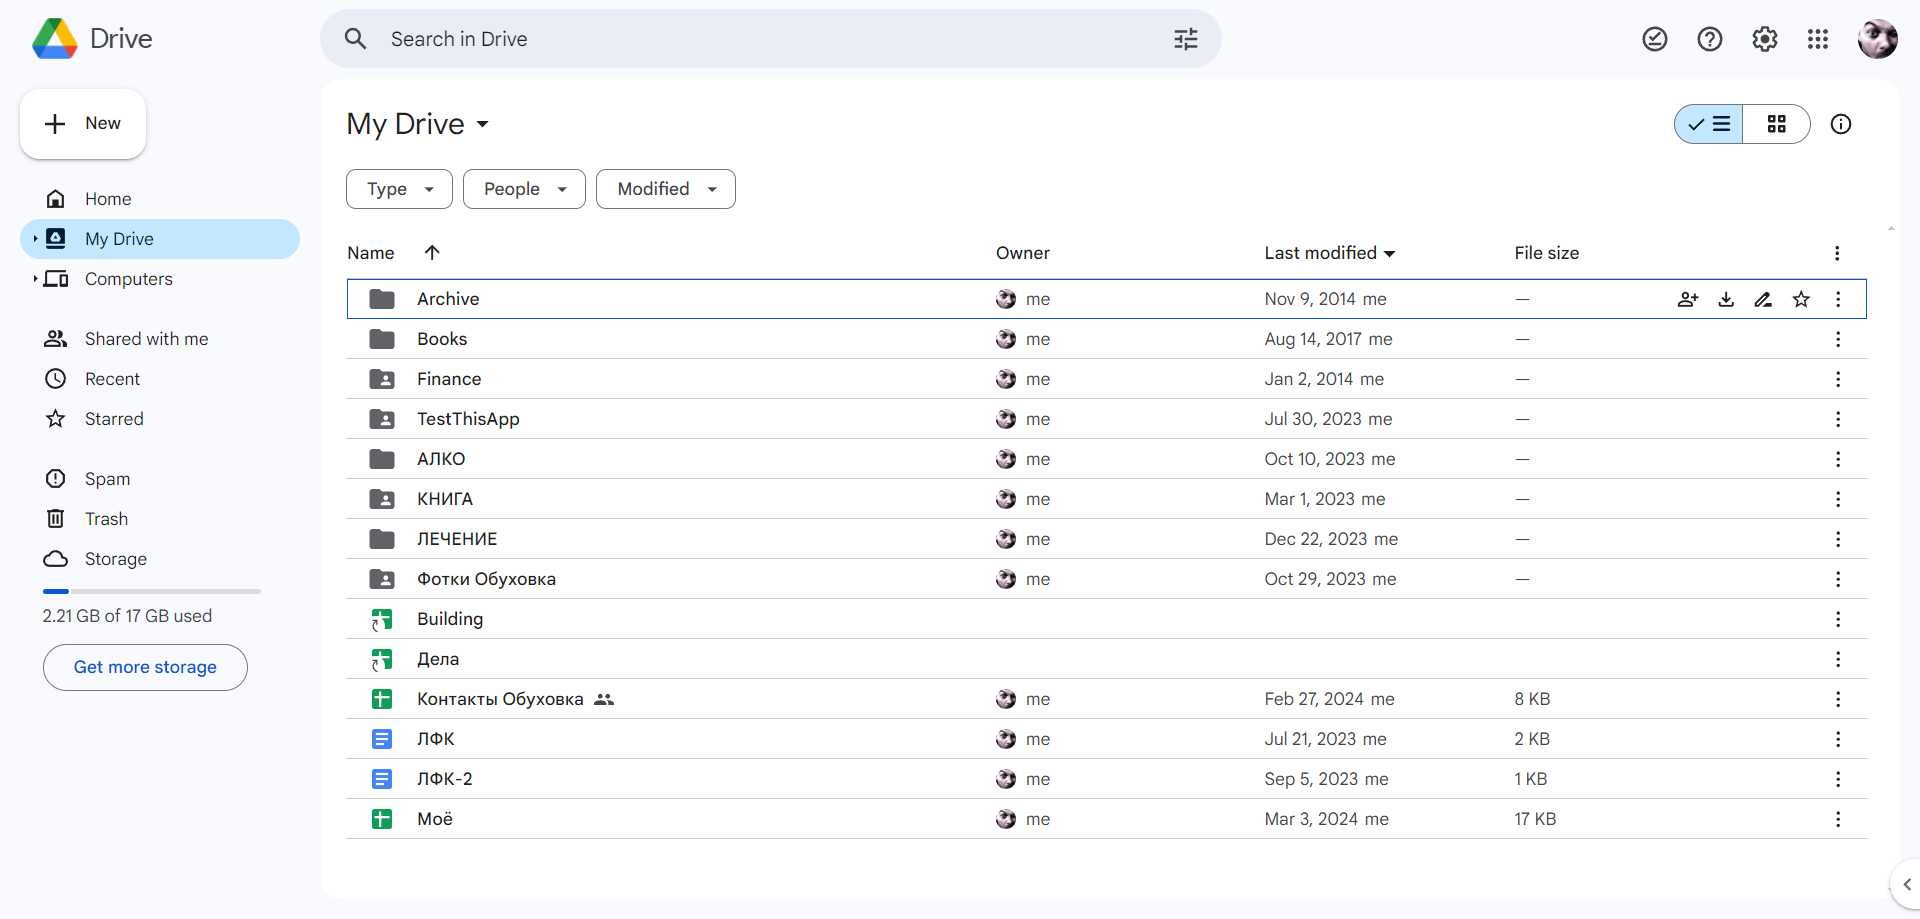 Drive
Search in Drive
New
Home
My Drive
Computers
Shared with me
Recent
Starred
Spam
Trash
Storage
2.21 GB of 17 GB used
Get more storage
My Drive
Type People Modified
Name Owner Last modified File size
Archive me Nov 9, 2014 me —
Books me Aug 14, 2017 me —
Finance me Jan 2, 2014 me —
TestThisApp me Jul 30, 2023 me —
АЛКО me Oct 10, 2023 me —
КНИГА me Mar 1, 2023 me —
ЛЕЧЕНИЕ me Dec 22, 2023 me —
Фотки Обуховка me Oct 29, 2023 me —
Building
Дела
Контакты Обуховка me Feb 27, 2024 me 8 KB
ЛФК me Jul 21, 2023 me 2 KB
ЛФК-2 me Sep 5, 2023 me 1 KB
Моё me Mar 3, 2024 me 17 KB